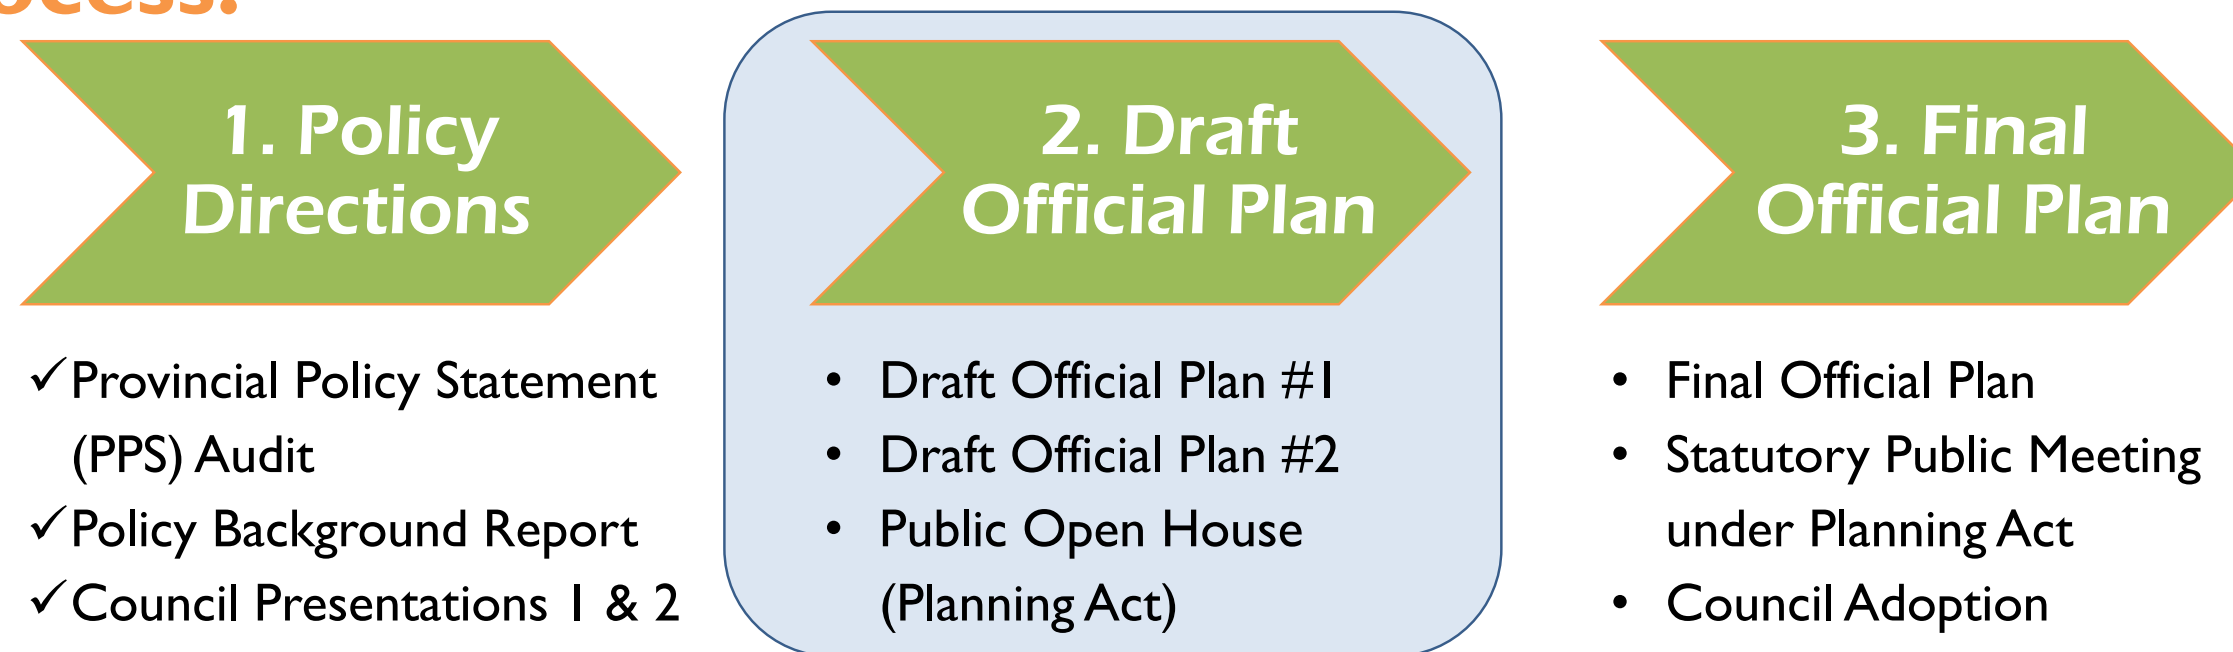 1. Policy
Directions
✓Provincial Policy Statement
(PPS) Audit
✓Policy Background Report
✓Council Presentations 1 & 2
2. Draft
Official Plan
• Draft Official Plan #1
• Draft Official Plan #2
• Public Open House
(Planning Act)
3. Final
Official Plan
• Final Official Plan
• Statutory Public Meeting
under Planning Act
• Council Adoption